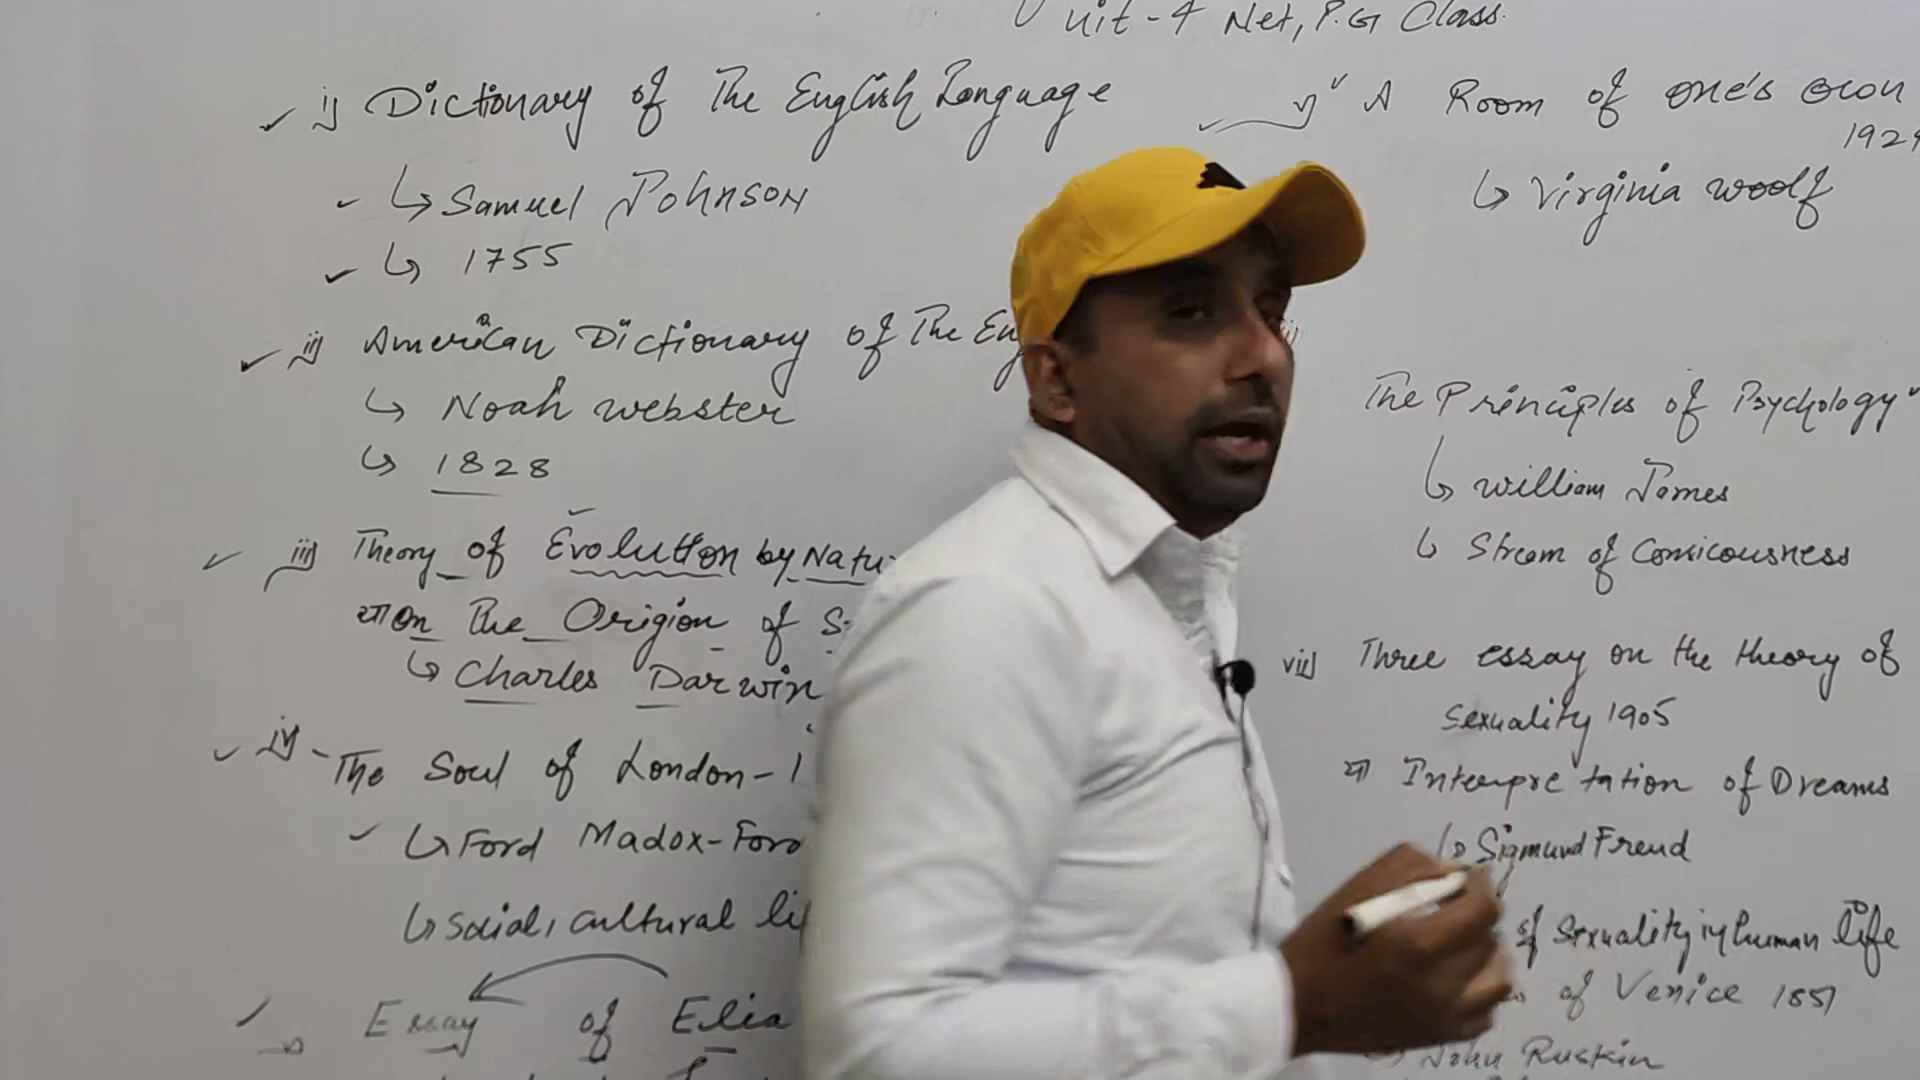 Unit-4 Net, P.G Class.
i) Dictionary of The English Language
↳ Samuel Johnson
↳ 1755
ii) American Dictionary of The En
↳ Noah webster
↳ 1828
iii) Theory of Evolution by Natu
या on The Origion of S
↳ Charles Darwin
iv) - The Soul of London - 1
↳ Ford Madox-Ford
↳ Social, cultural li
Essay of Elia
v) " A Room of one's own
192
↳ Virginia woolf
The Principles of Psychology"
↳ william James
↳ Stream of Consicousness
vii) Three essay on the theory of
sexuality 1905
या Interpretation of Dreams
↳ Sigmund Freud
of Sexuality in human life
of Venice 1851
John Ruskin